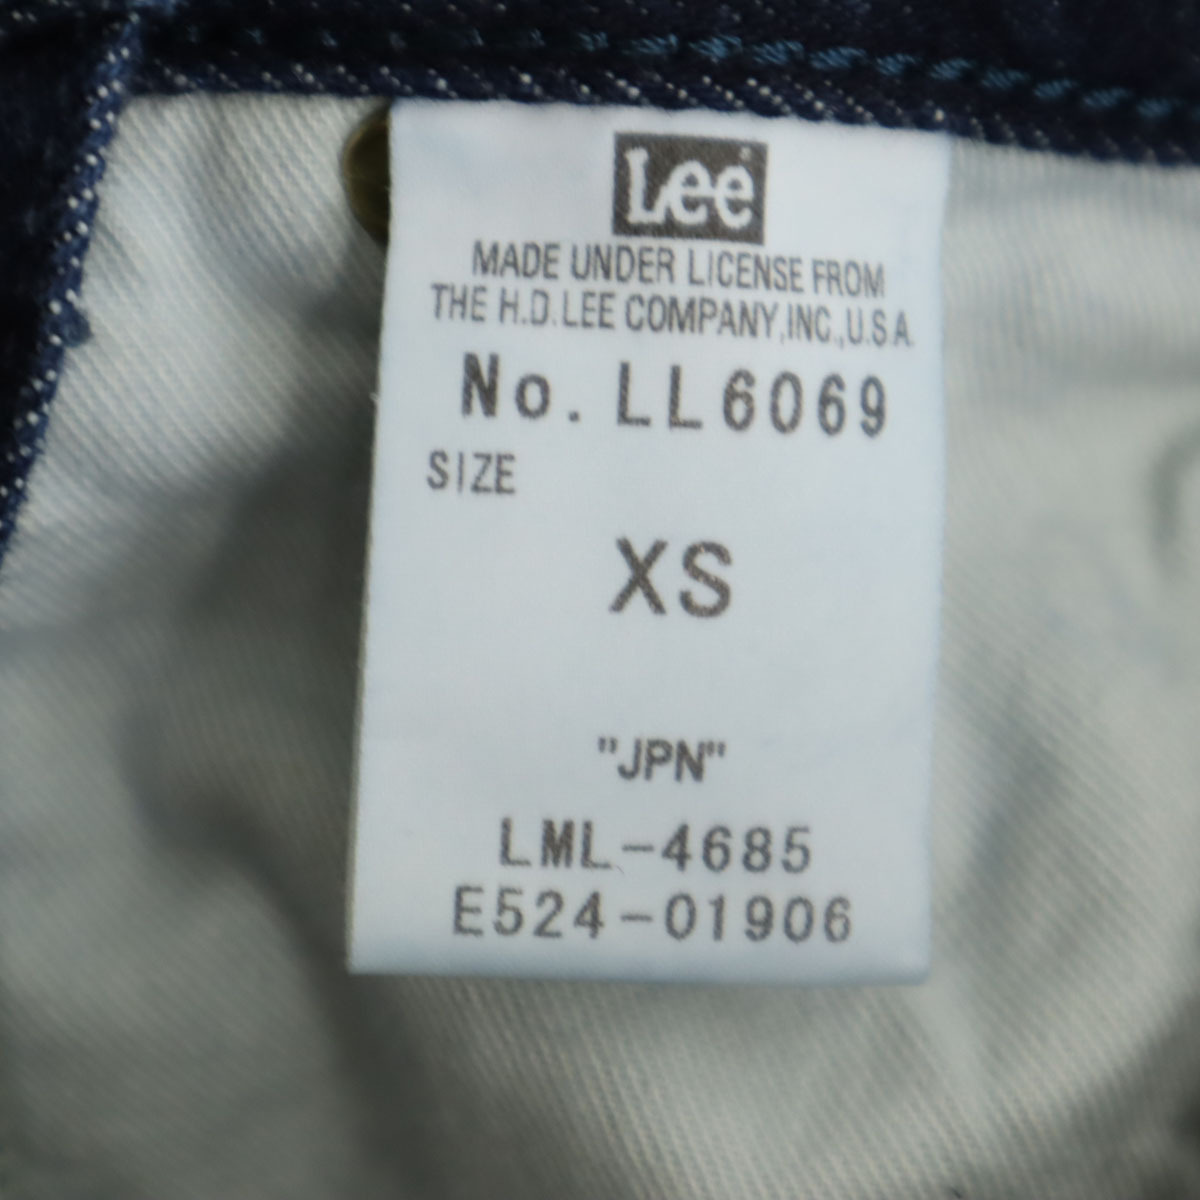 Lee
MADE UNDER LICENSE FROM
THE H.D.LEE COMPANY,INC.,U.S.A.
No. LL6069
SIZE
XS
"JPN"
LML-4685
E524-01906